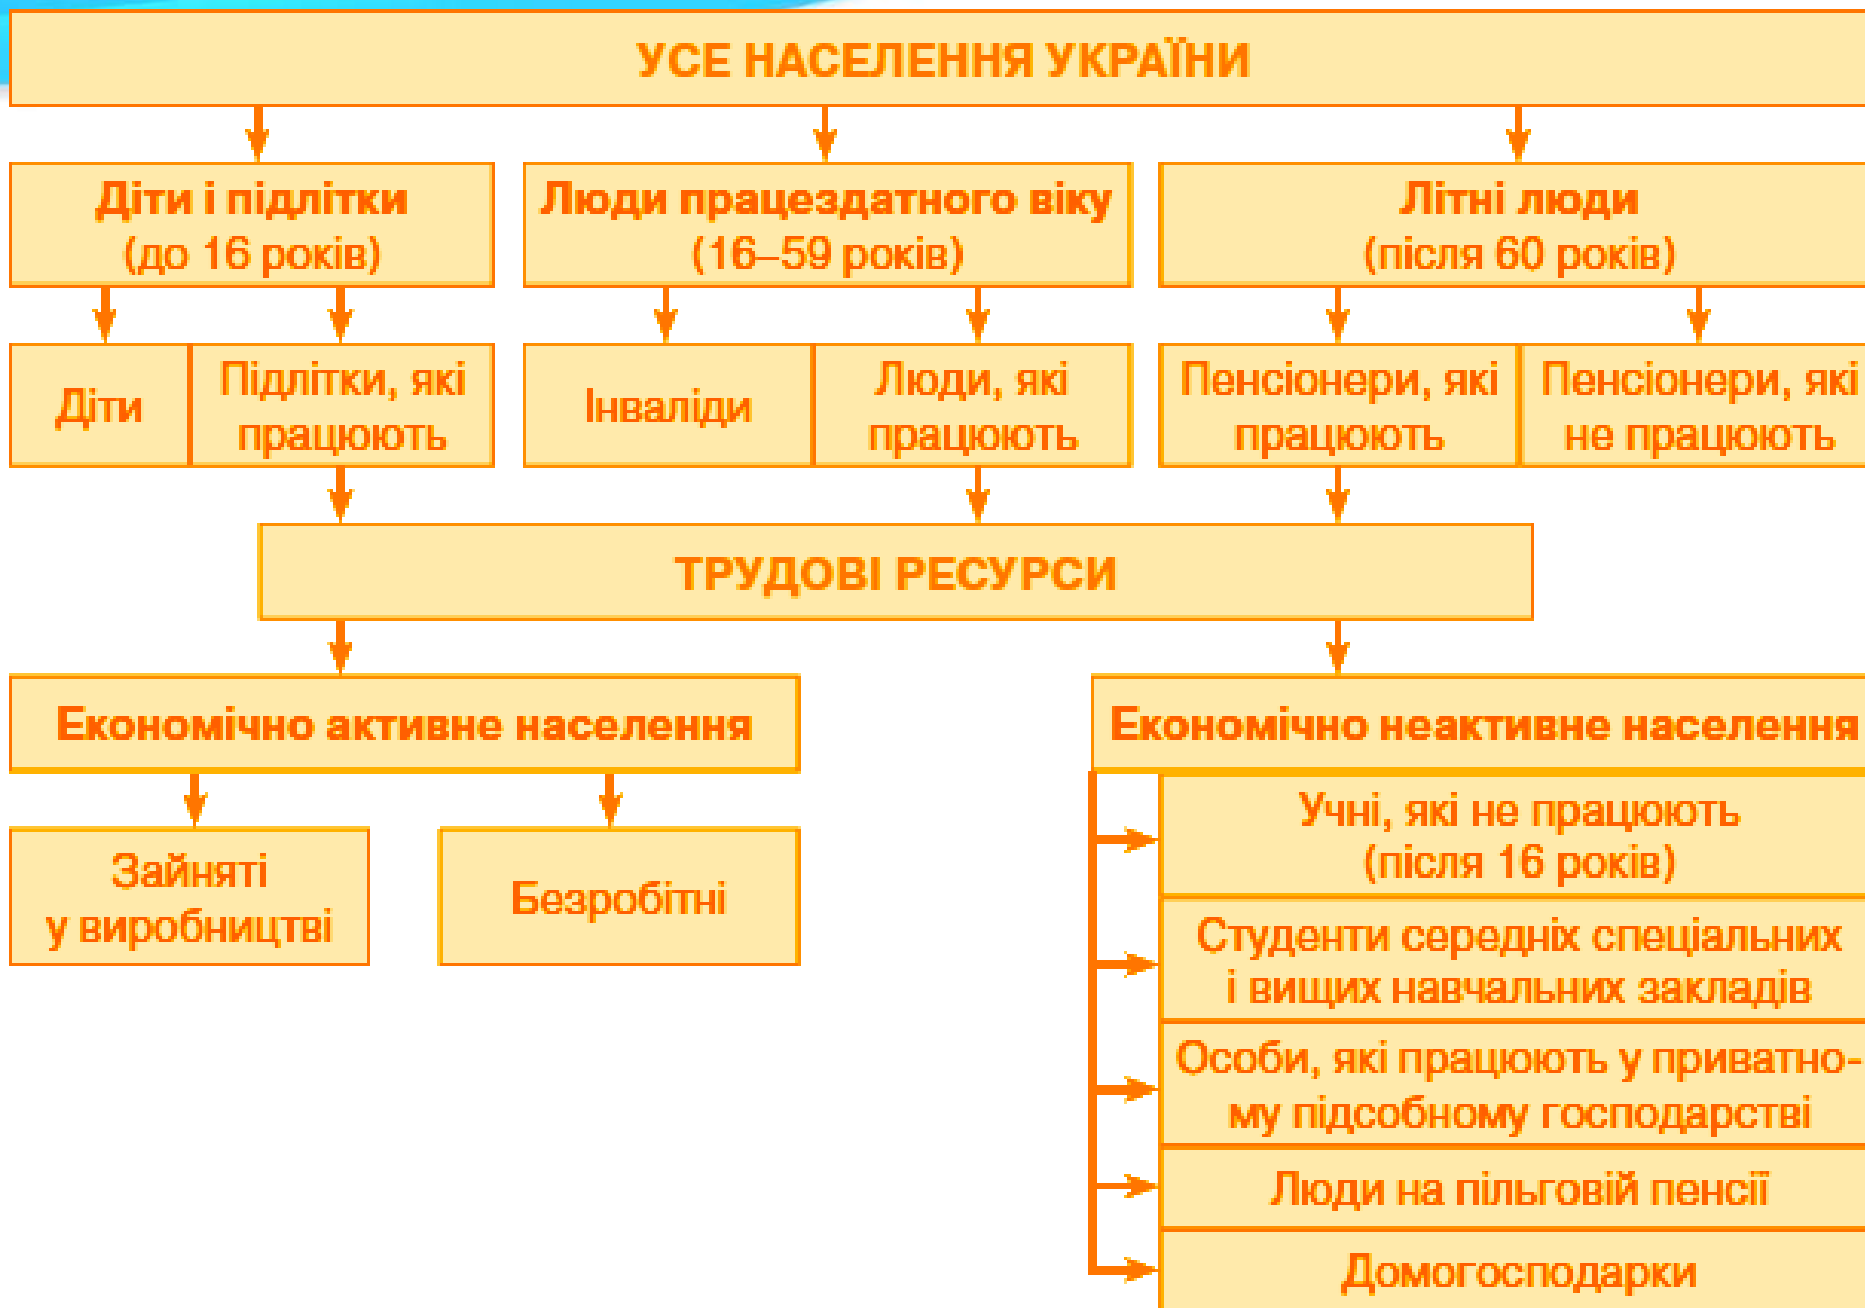 УСЕ НАСЕЛЕННЯ УКРАЇНИ
Діти і підлітки
(до 16 років)
Люди працездатного віку
(16–59 років)
Літні люди
(після 60 років)
Діти
Підлітки, які
працюють
Інваліди
Люди, які
працюють
Пенсіонери, які
працюють
Пенсіонери, які
не працюють
ТРУДОВІ РЕСУРСИ
Економічно активне населення
Зайняті
у виробництві
Безробітні
Економічно неактивне населення
Учні, які не працюють
(після 16 років)
Студенти середніх спеціальних
і вищих навчальних закладів
Особи, які працюють у приватно-
му підсобному господарстві
Люди на пільговій пенсії
Домогосподарки